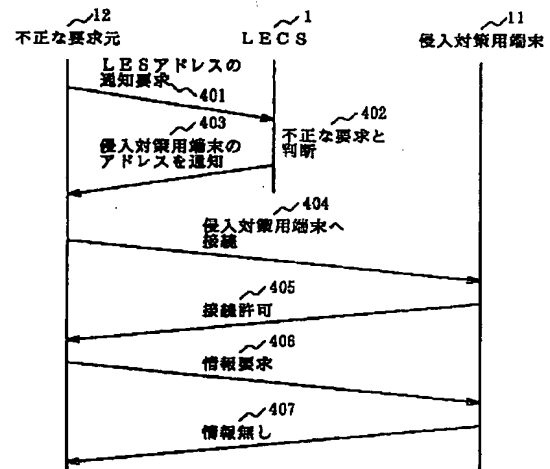 12
不正な要求元
1
LECS
11
侵入対策用端末
LESアドレスの
通知要求
401
402
不正な要求と
判断
403
侵入対策用端末の
アドレスを通知
404
侵入対策用端末へ
接続
405
接続許可
406
情報要求
407
情報無し